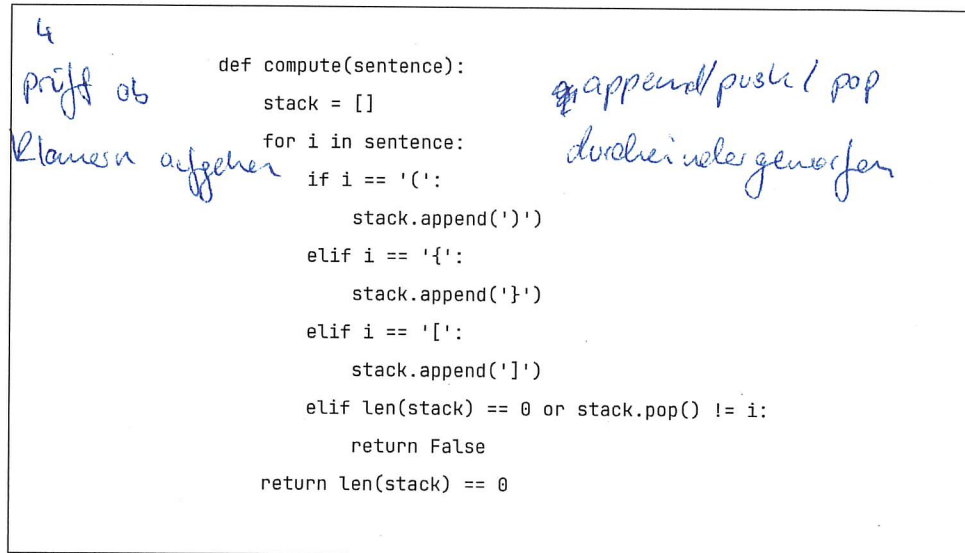 4
prüft ob
Klamern aufgehen
append/push/ pop
durcheinander geworfen
def compute(sentence):
    stack = []
    for i in sentence:
        if i == '(':
            stack.append(')')
        elif i == '{':
            stack.append('}')
        elif i == '[':
            stack.append(']')
        elif len(stack) == 0 or stack.pop() != i:
            return False
    return len(stack) == 0